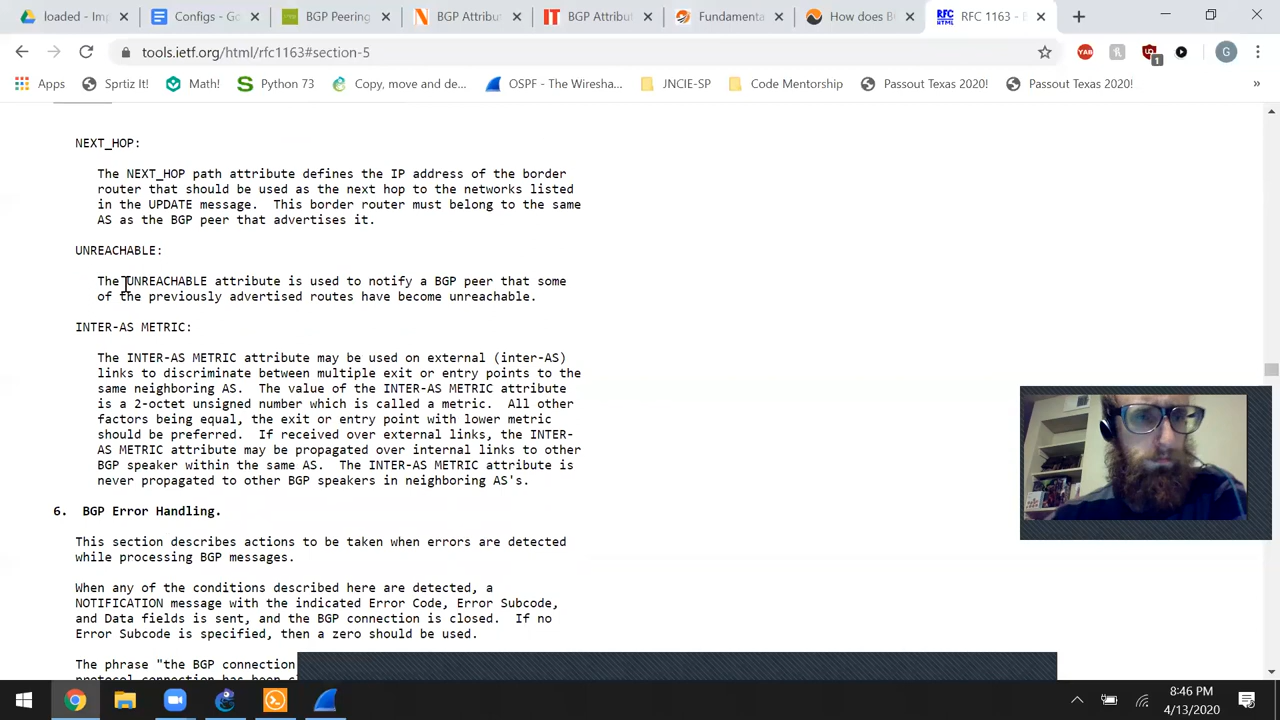 loaded - Imp
Configs - Go
BGP Peering
BGP Attribut
BGP Attribut
Fundamenta
How does BG
RFC 1163 - B
tools.ietf.org/html/rfc1163#section-5
YAB
1
G
Apps
Sprtiz It!
Math!
Python 73
Copy, move and de...
OSPF - The Wiresha...
JNCIE-SP
Code Mentorship
Passout Texas 2020!
Passout Texas 2020!
»
NEXT_HOP:
The NEXT_HOP path attribute defines the IP address of the border
router that should be used as the next hop to the networks listed
in the UPDATE message.  This border router must belong to the same
AS as the BGP peer that advertises it.
UNREACHABLE:
The UNREACHABLE attribute is used to notify a BGP peer that some
of the previously advertised routes have become unreachable.
INTER-AS METRIC:
The INTER-AS METRIC attribute may be used on external (inter-AS)
links to discriminate between multiple exit or entry points to the
same neighboring AS.  The value of the INTER-AS METRIC attribute
is a 2-octet unsigned number which is called a metric.  All other
factors being equal, the exit or entry point with lower metric
should be preferred.  If received over external links, the INTER-
AS METRIC attribute may be propagated over internal links to other
BGP speaker within the same AS.  The INTER-AS METRIC attribute is
never propagated to other BGP speakers in neighboring AS's.
6.  BGP Error Handling.
This section describes actions to be taken when errors are detected
while processing BGP messages.
When any of the conditions described here are detected, a
NOTIFICATION message with the indicated Error Code, Error Subcode,
and Data fields is sent, and the BGP connection is closed.  If no
Error Subcode is specified, then a zero should be used.
The phrase "the BGP connection
8:46 PM
4/13/2020